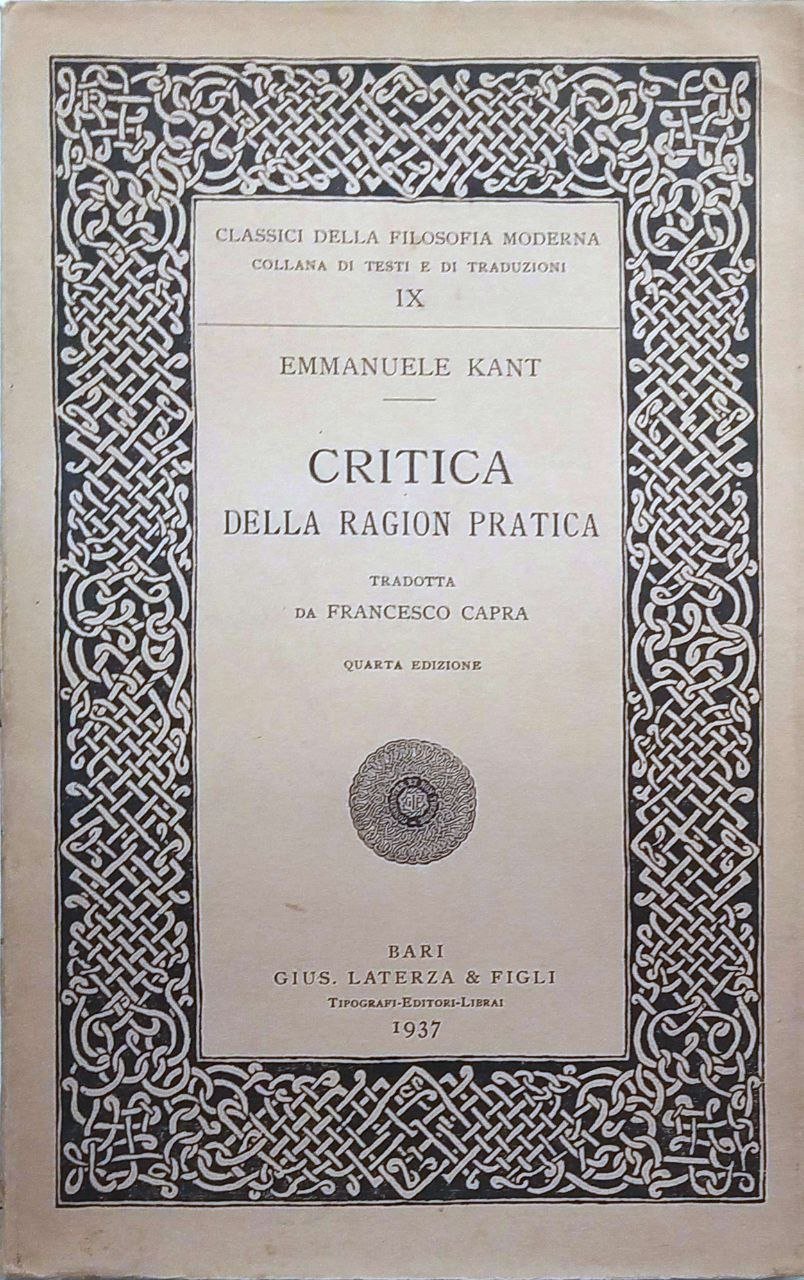 CLASSICI DELLA FILOSOFIA MODERNA
COLLANA DI TESTI E DI TRADUZIONI
IX
EMMANUELE KANT
CRITICA
DELLA RAGION PRATICA
TRADOTTA
DA FRANCESCO CAPRA
QUARTA EDIZIONE
BARI
GIUS. LATERZA & FIGLI
TIPOGRAFI-EDITORI-LIBRAI
1937